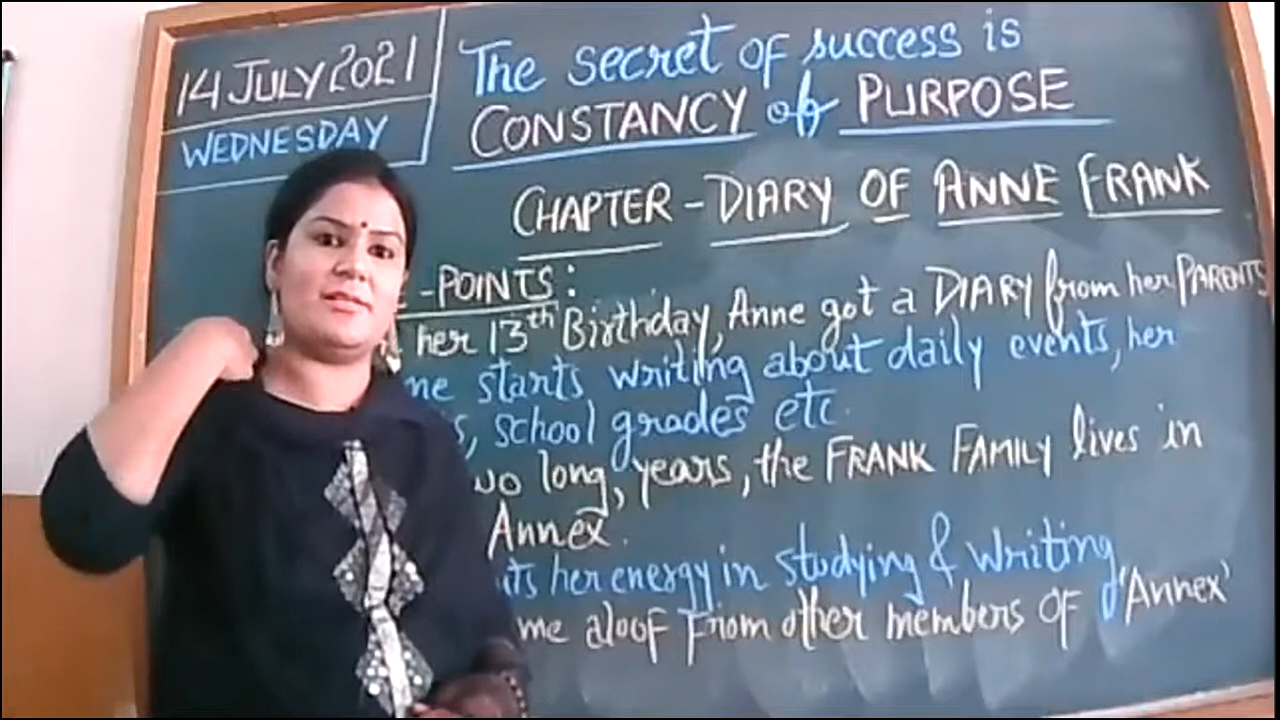 14 JULY 2021
WEDNESDAY
The secret of success is
CONSTANCY of PURPOSE
CHAPTER - DIARY OF ANNE FRANK
- POINTS :
her 13th Birthday, Anne got a DIARY from her PARENTS
ne starts writing about daily events, her
s, school grades etc.
wo long, years, the FRANK FAMILY lives in
Annex.
its her energy in studying & writing
me aloof from other members of 'Annex'